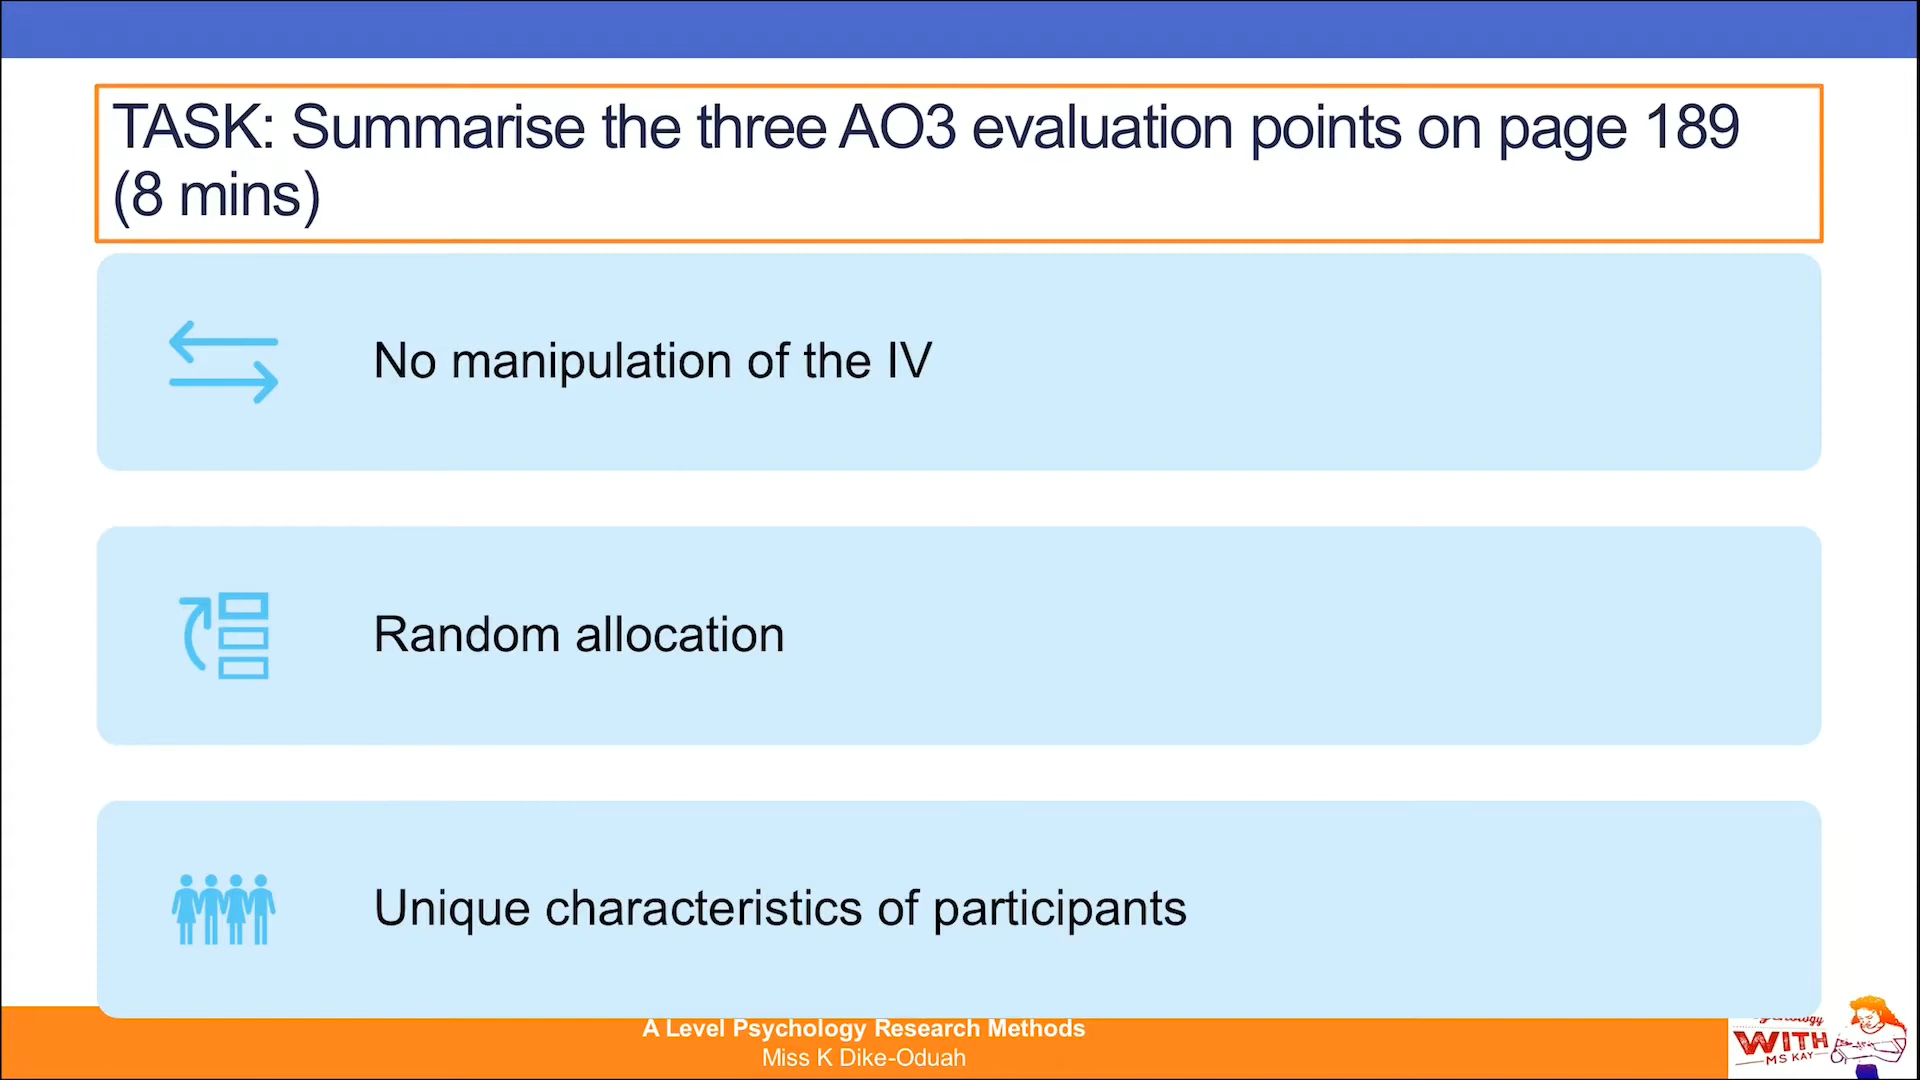 TASK: Summarise the three AO3 evaluation points on page 189
(8 mins)
No manipulation of the IV
Random allocation
Unique characteristics of participants
A Level Psychology Research Methods
Miss K Dike-Oduah
WITH
MS KAY